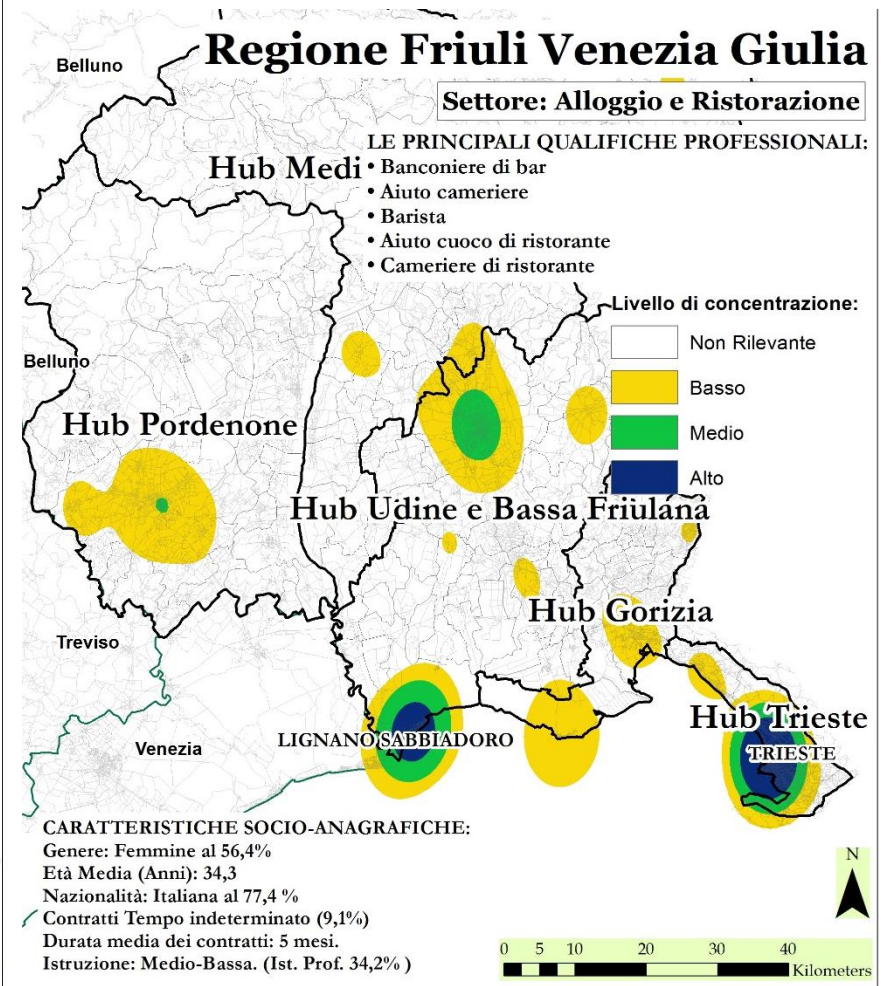 Belluno
Regione Friuli Venezia Giulia
Settore: Alloggio e Ristorazione
LE PRINCIPALI QUALIFICHE PROFESSIONALI:
Hub Medi
• Banconiere di bar
• Aiuto cameriere
• Barista
• Aiuto cuoco di ristorante
• Cameriere di ristorante
Livello di concentrazione:
Non Rilevante
Basso
Medio
Alto
Belluno
Hub Pordenone
Hub Udine e Bassa Friulana
Hub Gorizia
Treviso
Hub Trieste
LIGNANO SABBIADORO
TRIESTE
Venezia
CARATTERISTICHE SOCIO-ANAGRAFICHE:
Genere: Femmine al 56,4%
Età Media (Anni): 34,3
Nazionalità: Italiana al 77,4 %
Contratti Tempo indeterminato (9,1%)
Durata media dei contratti: 5 mesi.
Istruzione: Medio-Bassa. (Ist. Prof. 34,2% )
N
0 5 10 20 30 40
Kilometers